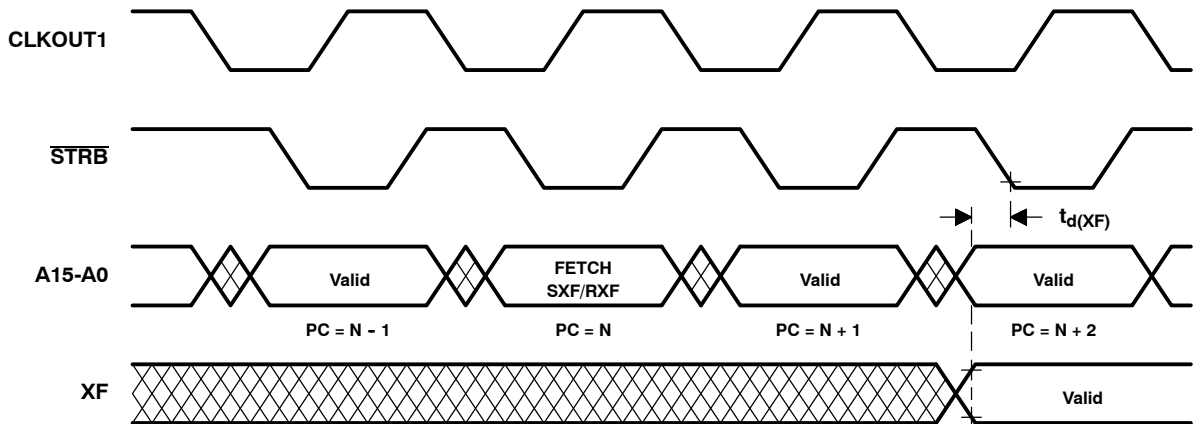 CLKOUT1
STRB
td(XF)
A15-A0
Valid
FETCH
SXF/RXF
Valid
Valid
PC = N - 1
PC = N
PC = N + 1
PC = N + 2
XF
Valid